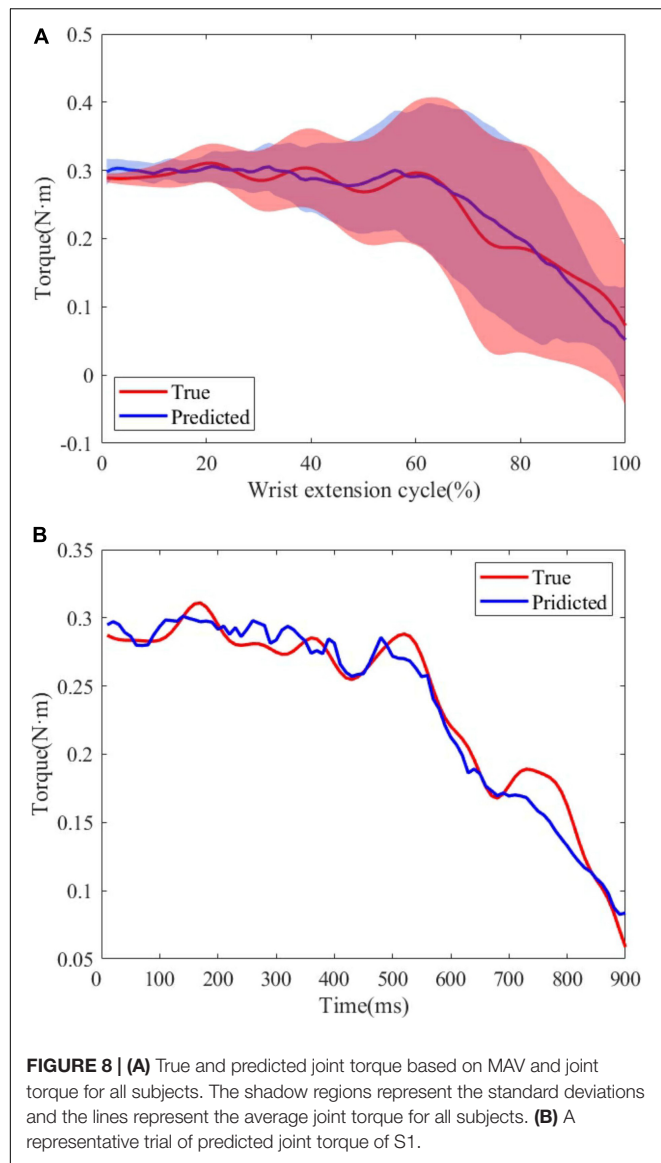 A
0.5
0.4
0.3
0.2
0.1
0
-0.1
Torque(N·m)
True
Predicted
0 20 40 60 80 100
Wrist extension cycle(%)
B
0.35
0.3
0.25
0.2
0.15
0.1
0.05
Torque(N·m)
True
Pridicted
0 100 200 300 400 500 600 700 800 900
Time(ms)
FIGURE 8 | (A) True and predicted joint torque based on MAV and joint
torque for all subjects. The shadow regions represent the standard deviations
and the lines represent the average joint torque for all subjects. (B) A
representative trial of predicted joint torque of S1.